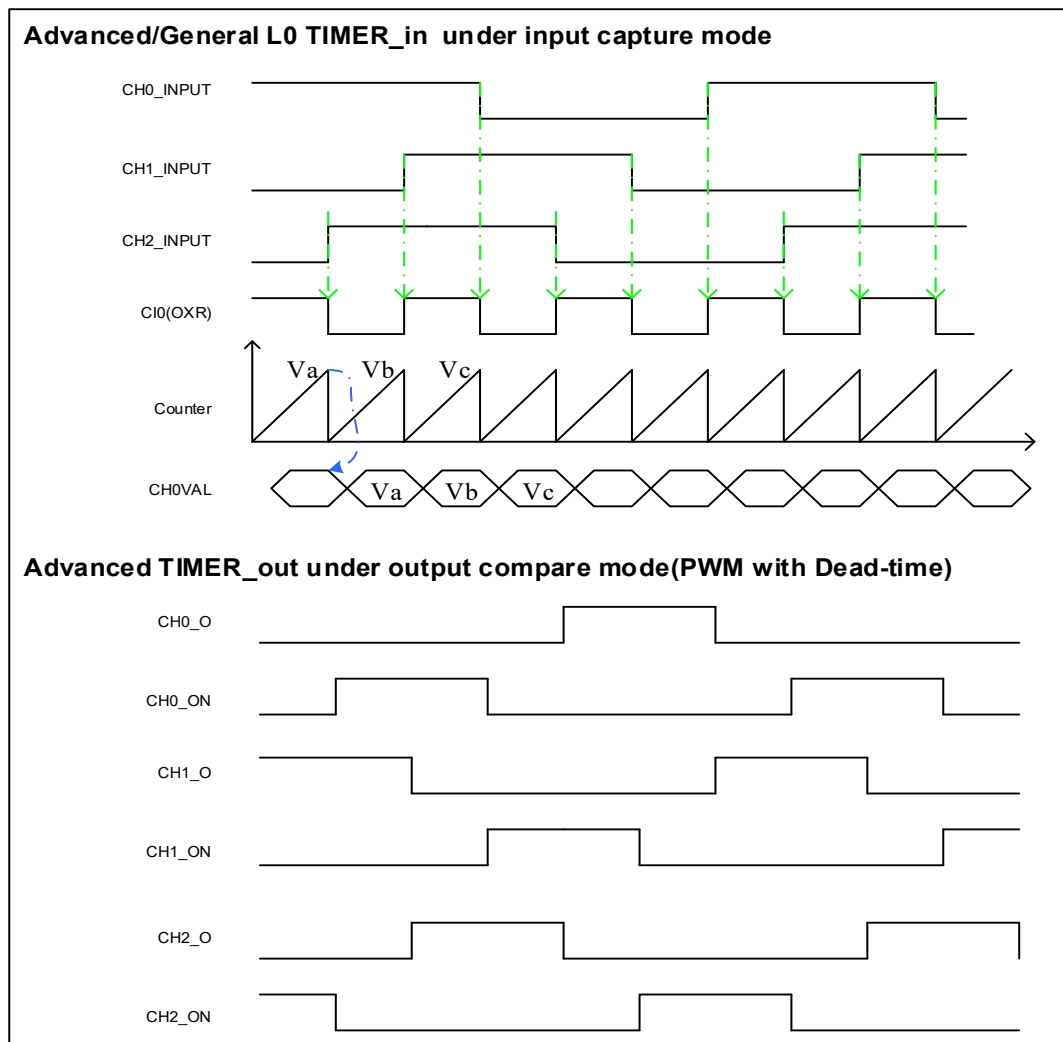 Advanced/General L0 TIMER_in under input capture mode
CH0_INPUT
CH1_INPUT
CH2_INPUT
CI0(OXR)
Va Vb Vc
Counter
CH0VAL Va Vb Vc
Advanced TIMER_out under output compare mode(PWM with Dead-time)
CH0_O
CH0_ON
CH1_O
CH1_ON
CH2_O
CH2_ON